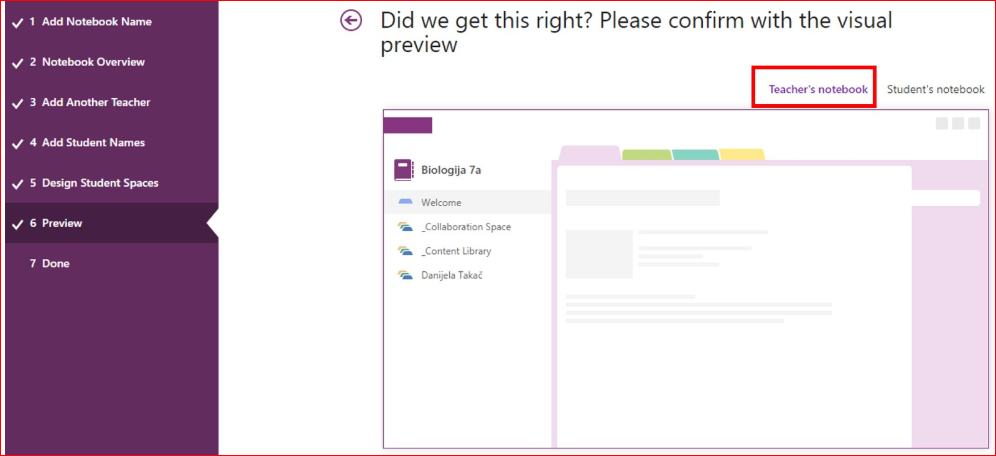 1 Add Notebook Name
2 Notebook Overview
3 Add Another Teacher
4 Add Student Names
5 Design Student Spaces
6 Preview
7 Done
Did we get this right? Please confirm with the visual
preview
Teacher's notebook Student's notebook
Biologija 7a
Welcome
_Collaboration Space
_Content Library
Danijela Takač